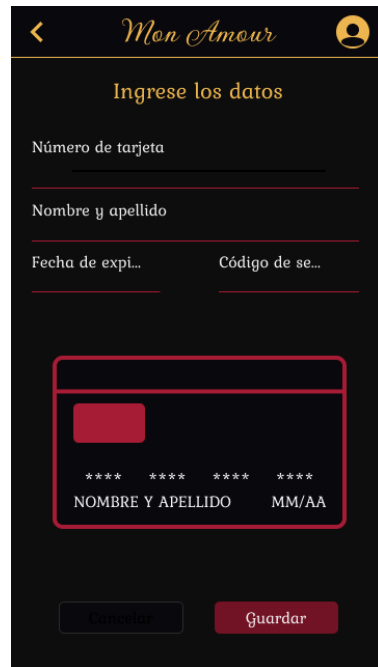 Mon Amour
Ingrese los datos
Número de tarjeta
Nombre y apellido
Fecha de expi... Código de se...
**** **** **** ****
NOMBRE Y APELLIDO MM/AA
Cancelar Guardar